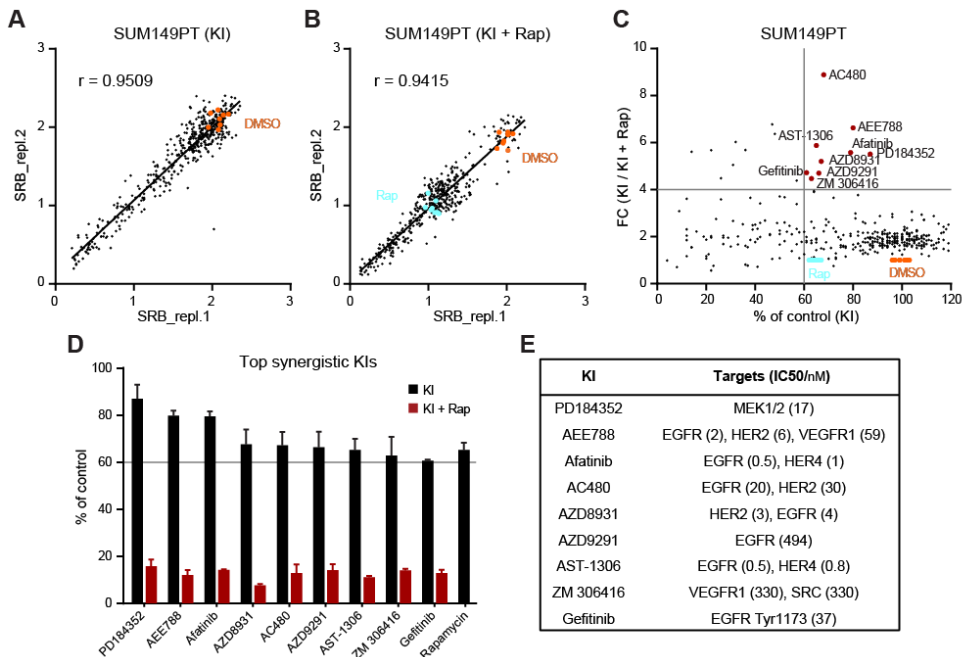 A
SUM149PT (KI)
r = 0.9509
DMSO
SRB_repl.2
3
2
1
0
0
1
2
3
SRB_repl.1
B
SUM149PT (KI + Rap)
r = 0.9415
Rap
DMSO
SRB_repl.2
3
2
1
0
0
1
2
3
SRB_repl.1
C
SUM149PT
AC480
AEE788
AST-1306
Afatinib
PD184352
AZD8931
Gefitinib
AZD9291
ZM 306416
Rap
DMSO
FC (KI / KI + Rap)
10
8
6
4
2
0
0
20
40
60
80
100
120
% of control (KI)
D
Top synergistic KIs
KI
KI + Rap
% of control
100
80
60
40
20
0
PD184352
AEE788
Afatinib
AZD8931
AC480
AZD9291
AST-1306
ZM 306416
Gefitinib
Rapamycin
E
KI Targets (IC50/nM)
PD184352 MEK1/2 (17)
AEE788 EGFR (2), HER2 (6), VEGFR1 (59)
Afatinib EGFR (0.5), HER4 (1)
AC480 EGFR (20), HER2 (30)
AZD8931 HER2 (3), EGFR (4)
AZD9291 EGFR (494)
AST-1306 EGFR (0.5), HER4 (0.8)
ZM 306416 VEGFR1 (330), SRC (330)
Gefitinib EGFR Tyr1173 (37)